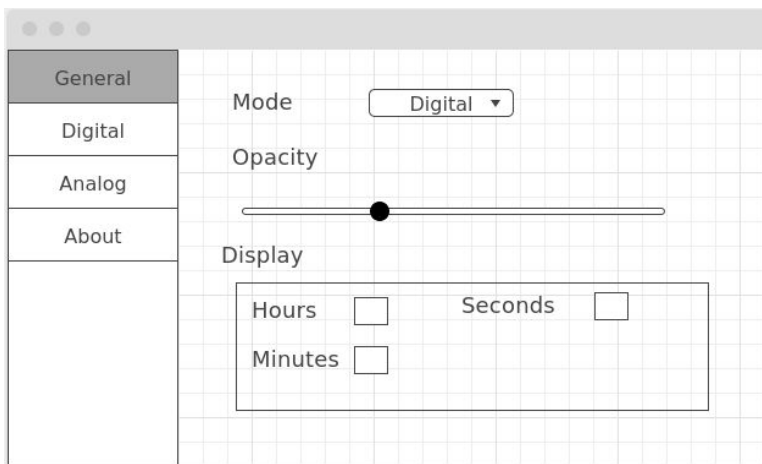 General
Digital
Analog
About
Mode
Digital
Opacity
Display
Hours
Seconds
Minutes